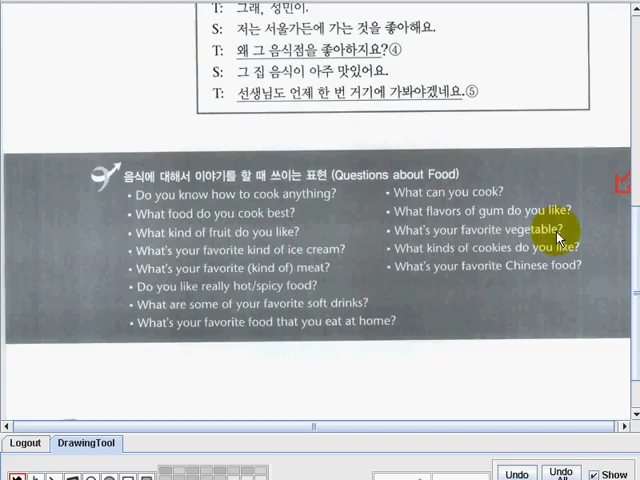 T: 그래, 성민이.
S: 저는 서울가든에 가는 것을 좋아해요.
T: 왜 그 음식점을 좋아하지요?④
S: 그 집 음식이 아주 맛있어요.
T: 선생님도 언제 한 번 거기에 가봐야겠네요.⑤
음식에 대해서 이야기를 할 때 쓰이는 표현 (Questions about Food)
• Do you know how to cook anything?
• What food do you cook best?
• What kind of fruit do you like?
• What's your favorite kind of ice cream?
• What's your favorite (kind of) meat?
• Do you like really hot/spicy food?
• What are some of your favorite soft drinks?
• What's your favorite food that you eat at home?
• What can you cook?
• What flavors of gum do you like?
• What's your favorite vegetable?
• What kinds of cookies do you like?
• What's your favorite Chinese food?
Logout DrawingTool
Undo Undo All Show